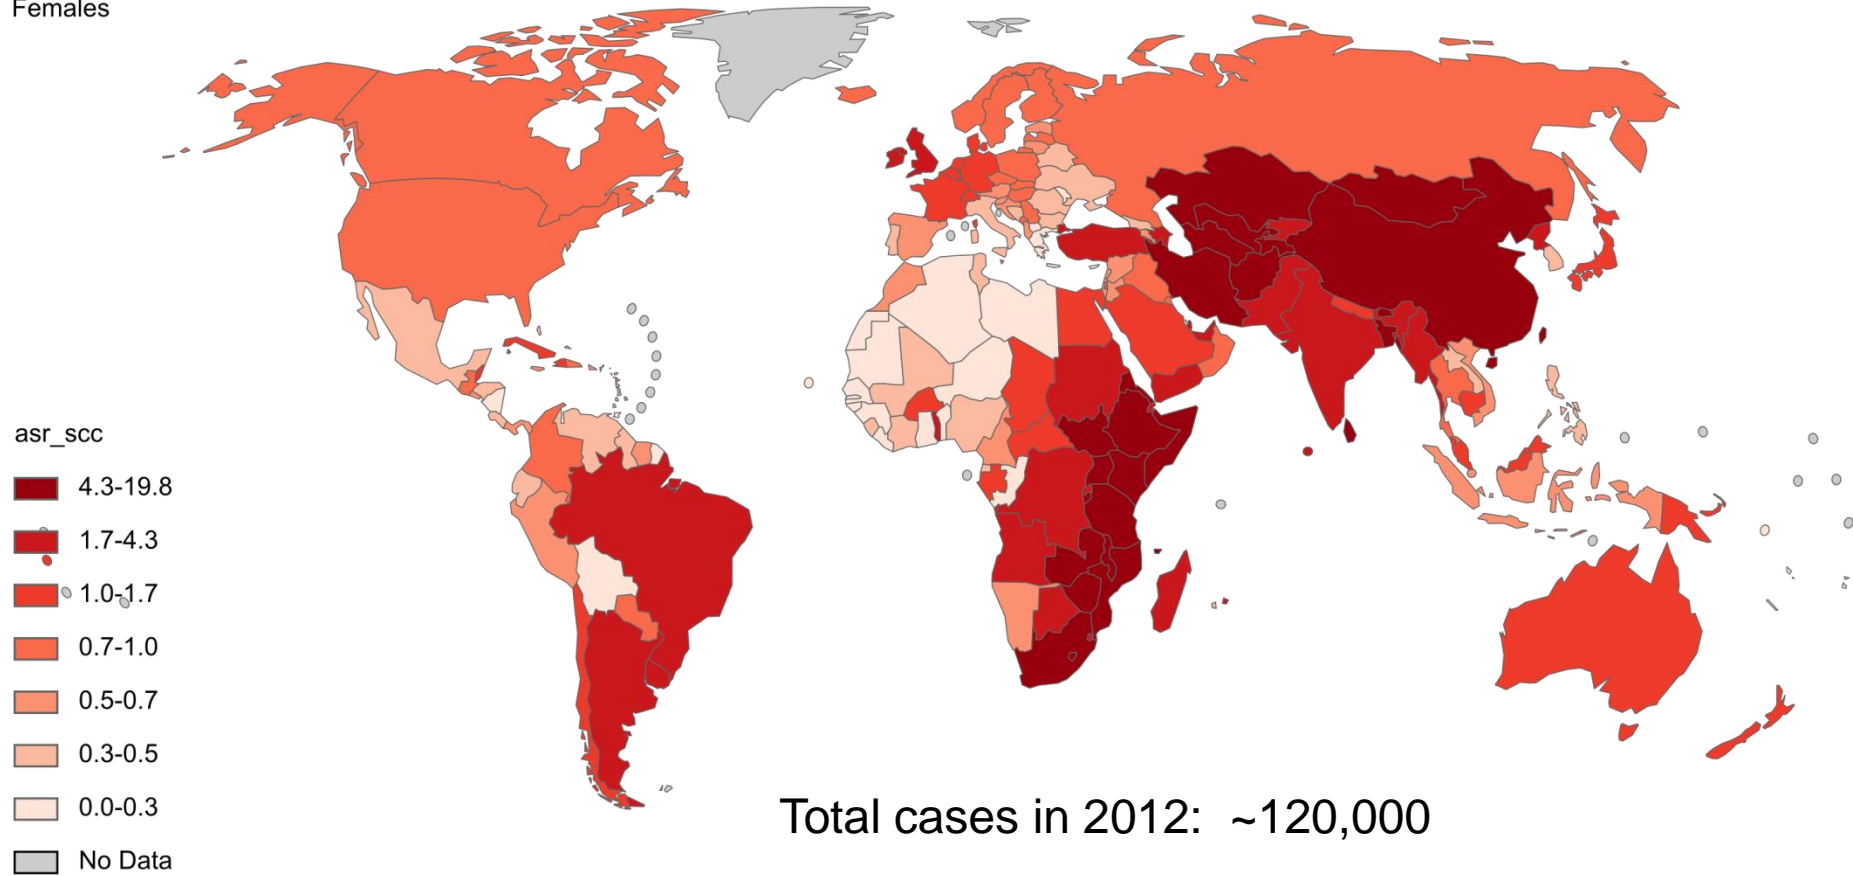 Females
asr_scc
4.3-19.8
1.7-4.3
1.0-1.7
0.7-1.0
0.5-0.7
0.3-0.5
0.0-0.3
No Data
Total cases in 2012: ~120,000